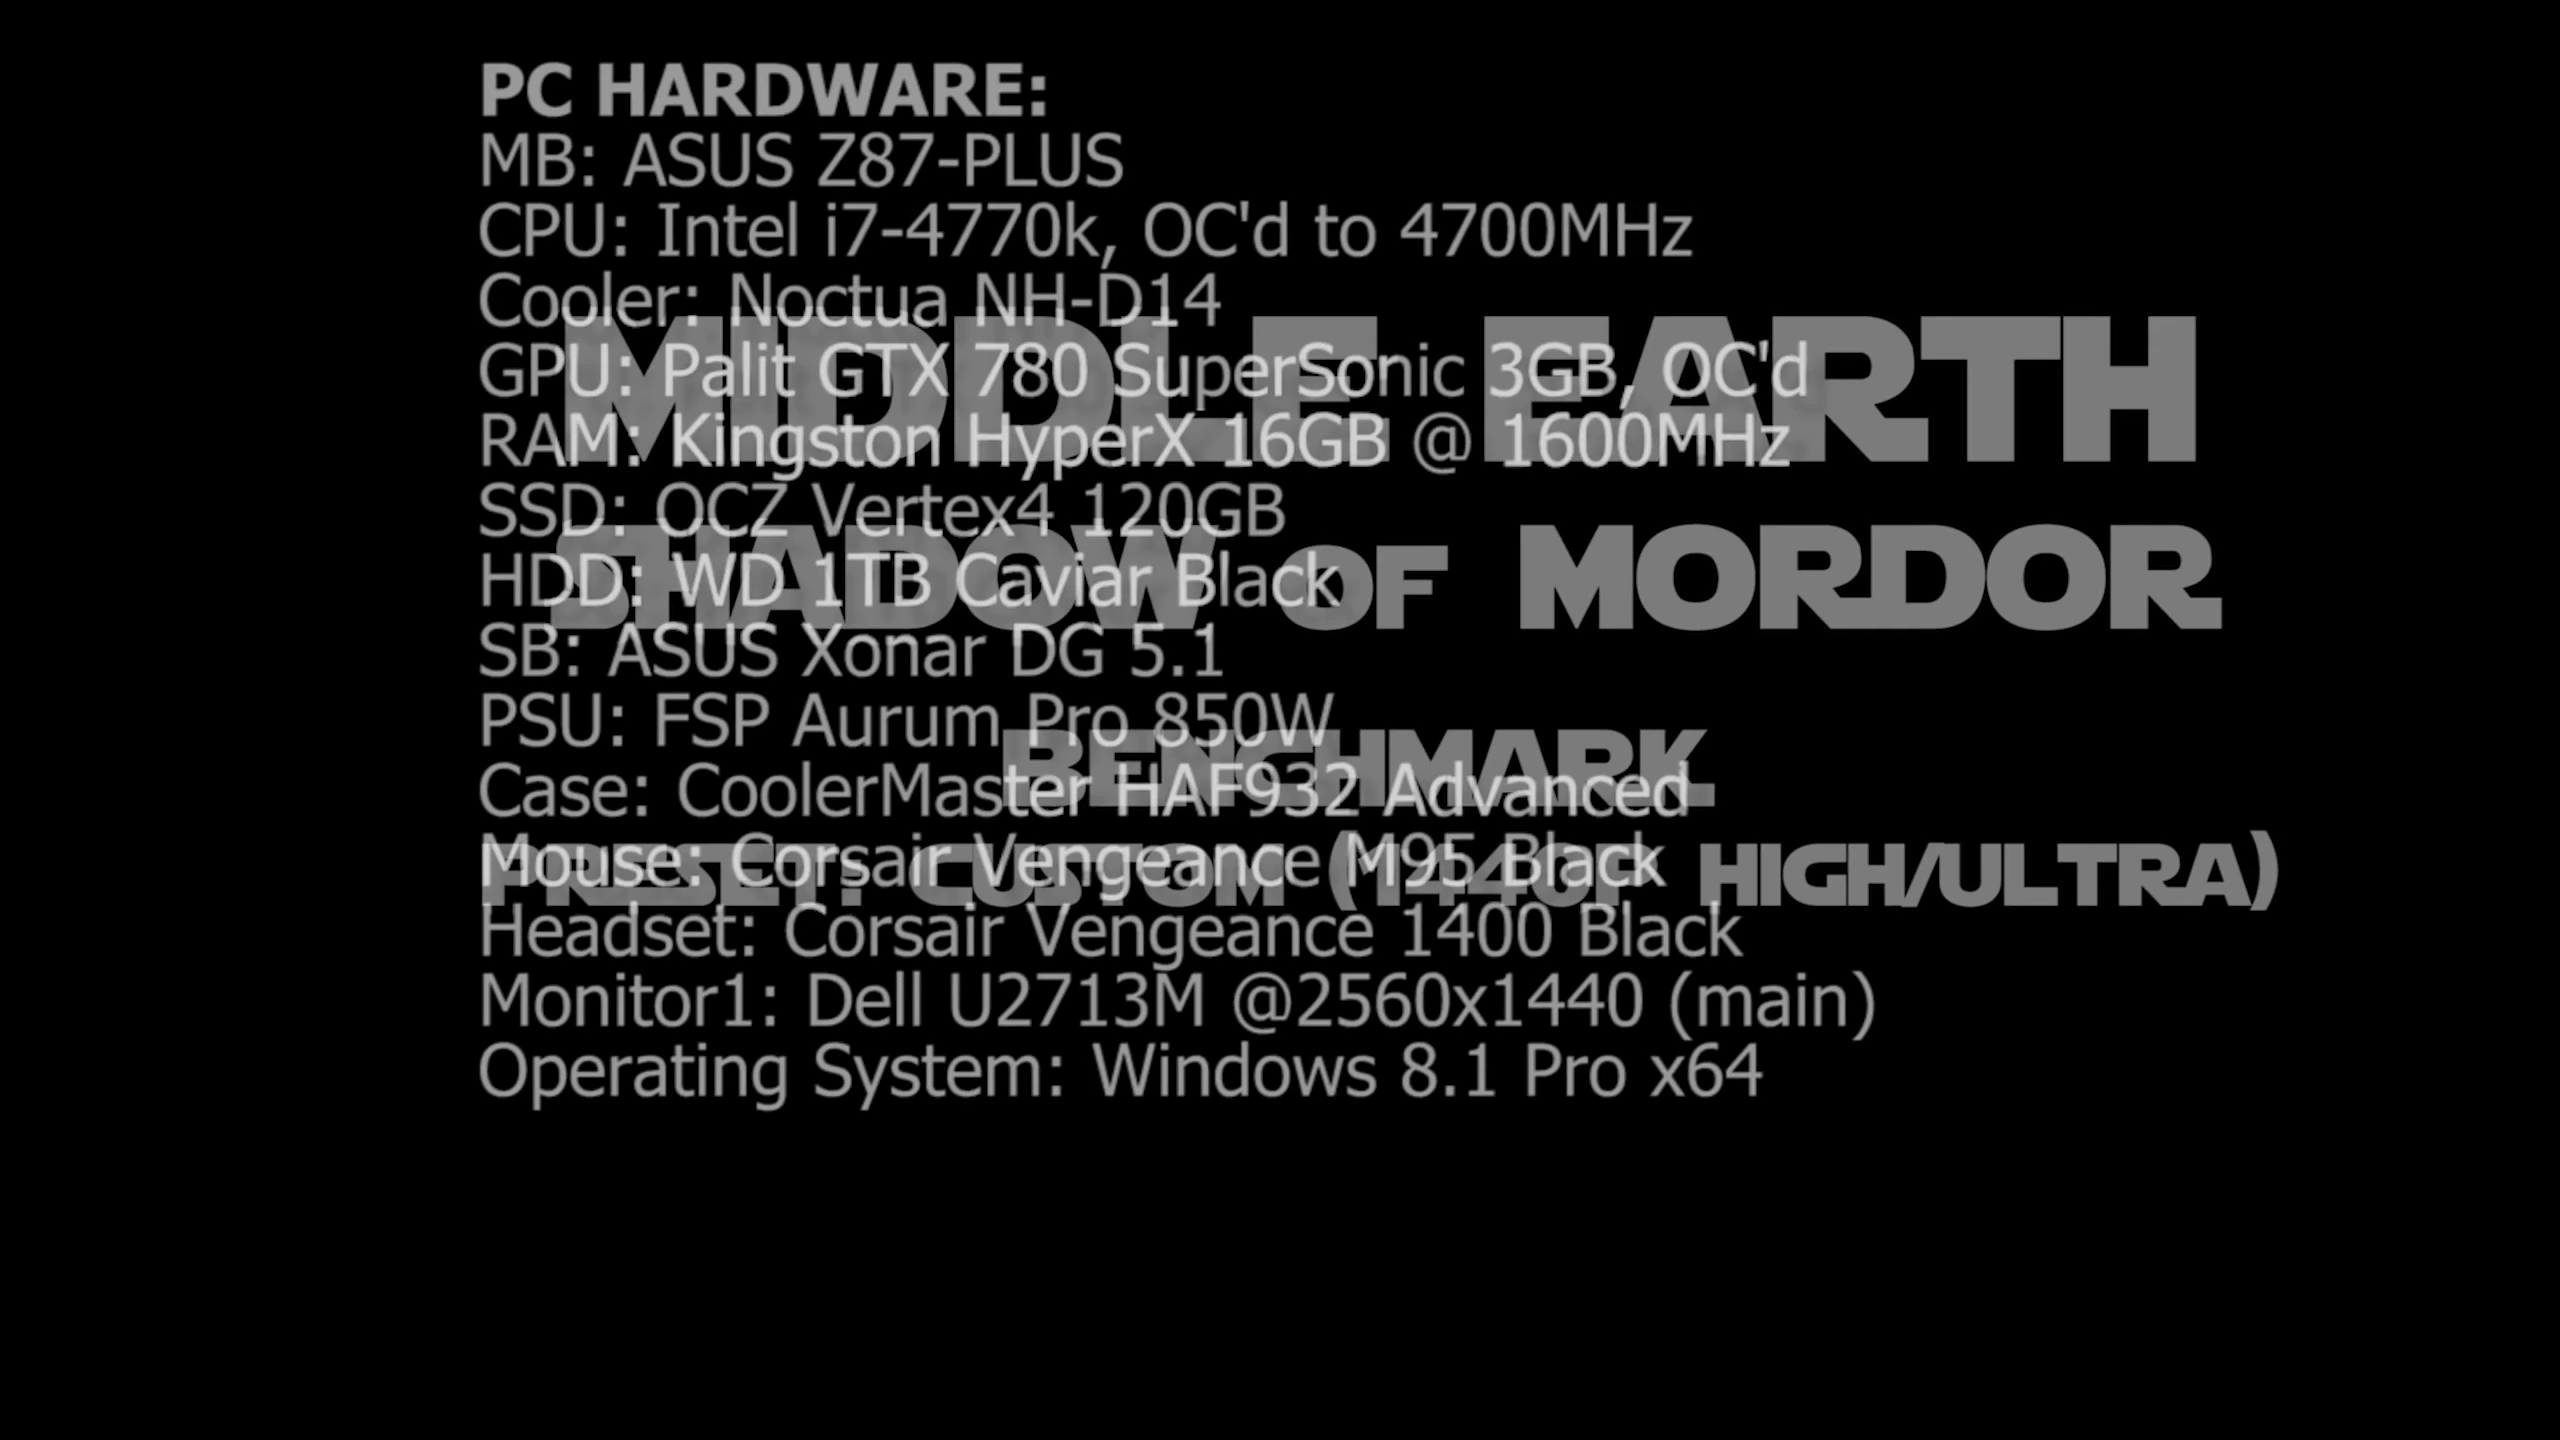 PC HARDWARE:
MB: ASUS Z87-PLUS
CPU: Intel i7-4770k, OC'd to 4700MHz
Cooler: Noctua NH-D14
GPU: Palit GTX 780 SuperSonic 3GB, OC'd
RAM: Kingston HyperX 16GB @ 1600MHz
SSD: OCZ Vertex4 120GB
HDD: WD 1TB Caviar Black
SB: ASUS Xonar DG 5.1
PSU: FSP Aurum Pro 850W
Case: CoolerMaster HAF932 Advanced
Mouse: Corsair Vengeance M95 Black
Headset: Corsair Vengeance 1400 Black
Monitor1: Dell U2713M @2560x1440 (main)
Operating System: Windows 8.1 Pro x64
MIDDLE EARTH
SHADOW OF MORDOR
BENCHMARK
PRESET: CUSTOM (1440P HIGH/ULTRA)